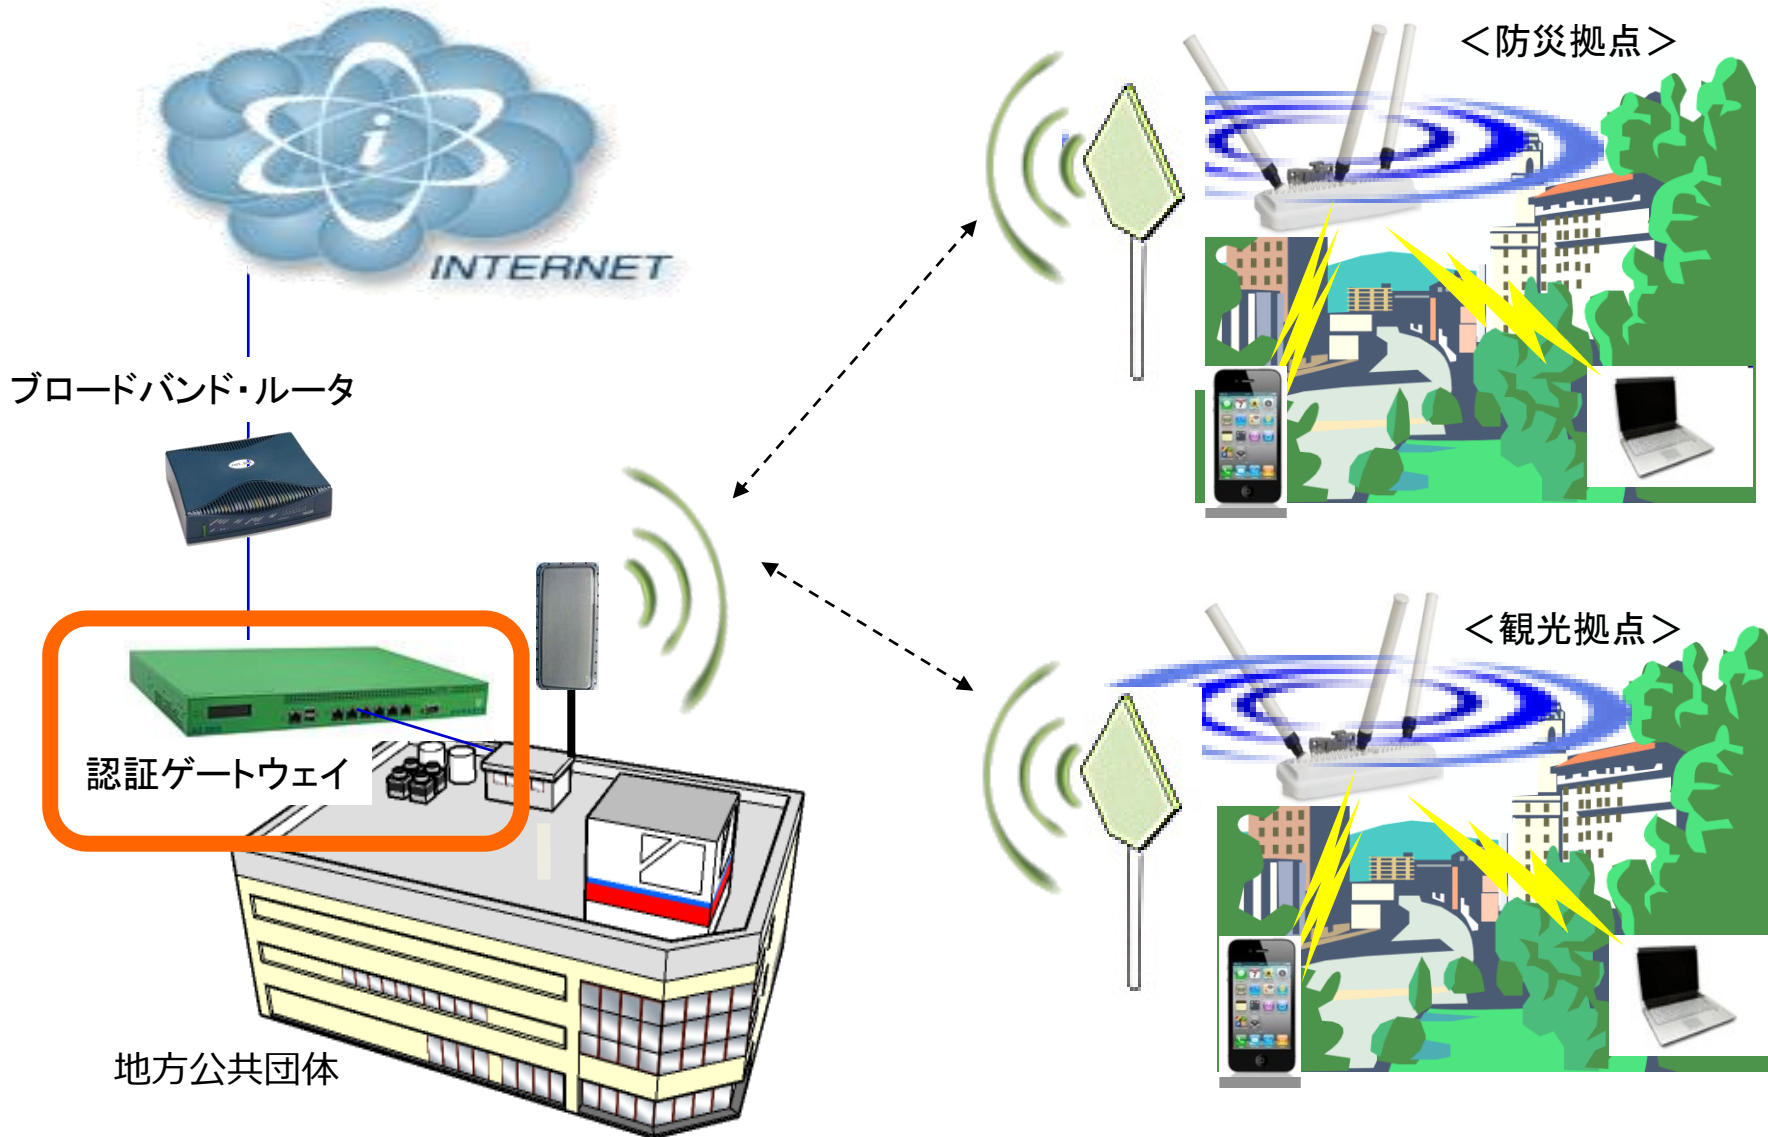 ＜防災拠点＞
i
INTERNET
ブロードバンド・ルータ
＜観光拠点＞
認証ゲートウェイ
地方公共団体